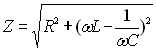 Z = √(R² + (ωL − 1/(ωC))²)